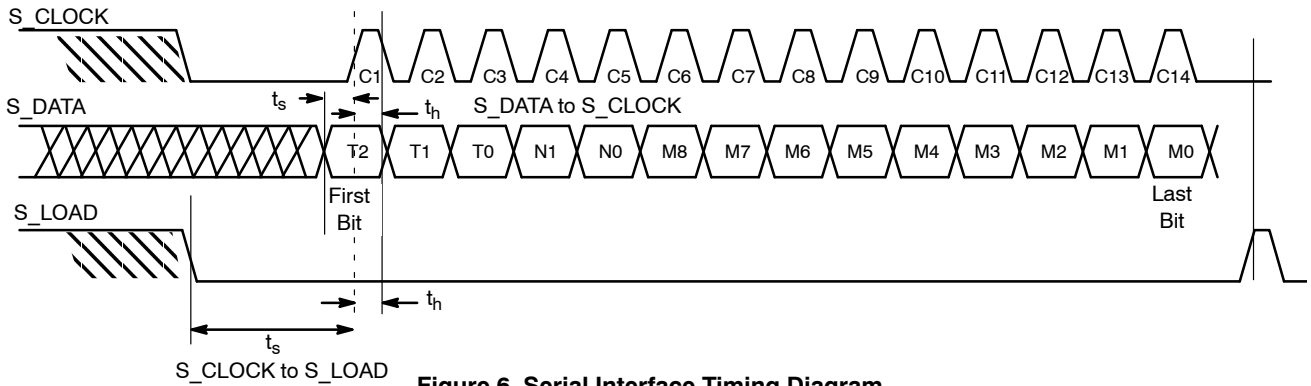 S_CLOCK
C1 C2 C3 C4 C5 C6 C7 C8 C9 C10 C11 C12 C13 C14
ts
S_DATA
th
S_DATA to S_CLOCK
T2 T1 T0 N1 N0 M8 M7 M6 M5 M4 M3 M2 M1 M0
First
Bit
Last
Bit
S_LOAD
th
ts
S_CLOCK to S_LOAD
Figure 6. Serial Interface Timing Diagram